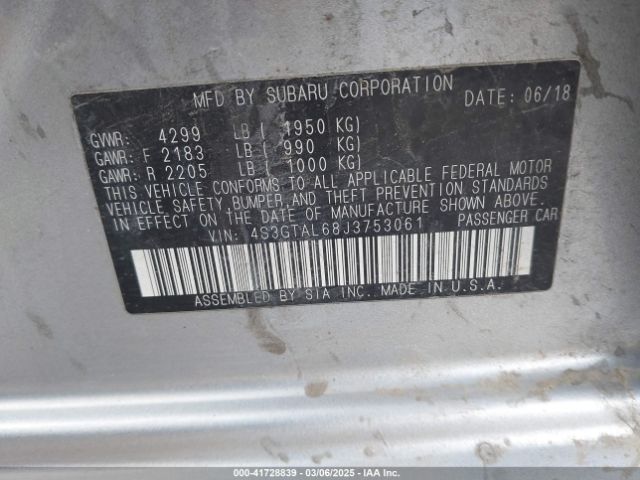 MFD BY SUBARU CORPORATION
DATE: 06/18
GVWR: 4299 LB ( 1950 KG)
GAWR: F 2183 LB ( 990 KG)
GAWR: R 2205 LB ( 1000 KG)
THIS VEHICLE CONFORMS TO ALL APPLICABLE FEDERAL MOTOR
VEHICLE SAFETY, BUMPER, AND THEFT PREVENTION STANDARDS
IN EFFECT ON THE DATE OF MANUFACTURE SHOWN ABOVE.
VIN: 4S3GTAL68J3753061 PASSENGER CAR
ASSEMBLED BY SIA INC. MADE IN U.S.A.
000-41728839 - 03/06/2025 - IAA Inc.